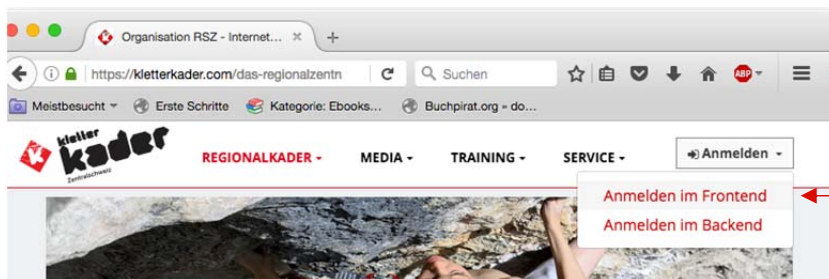 Organisation RSZ - Internet...
https://kletterkader.com/das-regionalzentr
Suchen
ABP
Meistbesucht
Erste Schritte
Kategorie: Ebooks...
Buchpirat.org » do...
kletter
kader
Zentralschweiz
REGIONALKADER
MEDIA
TRAINING
SERVICE
Anmelden
Anmelden im Frontend
Anmelden im Backend